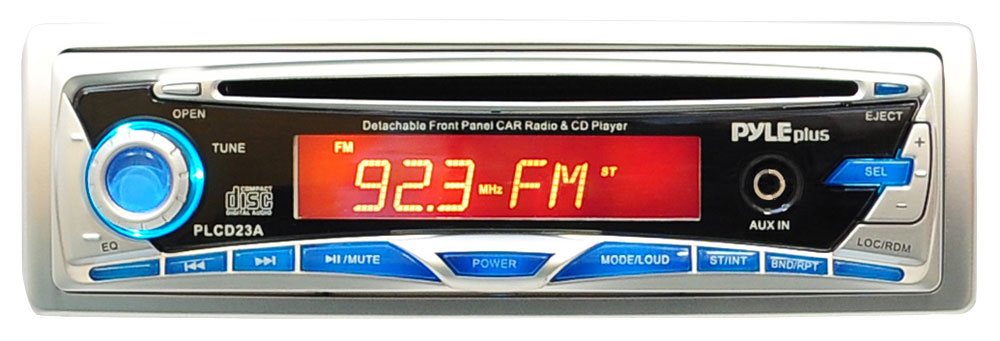 OPEN
EJECT
Detachable Front Panel CAR Radio & CD Player
PYLE plus
TUNE
FM
92.3 MHz FM ST
+
SEL
-
COMPACT
disc
DIGITAL AUDIO
PLCD23A
AUX IN
EQ
LOC/RDM
/MUTE
POWER
MODE/LOUD
ST/INT
BND/RPT